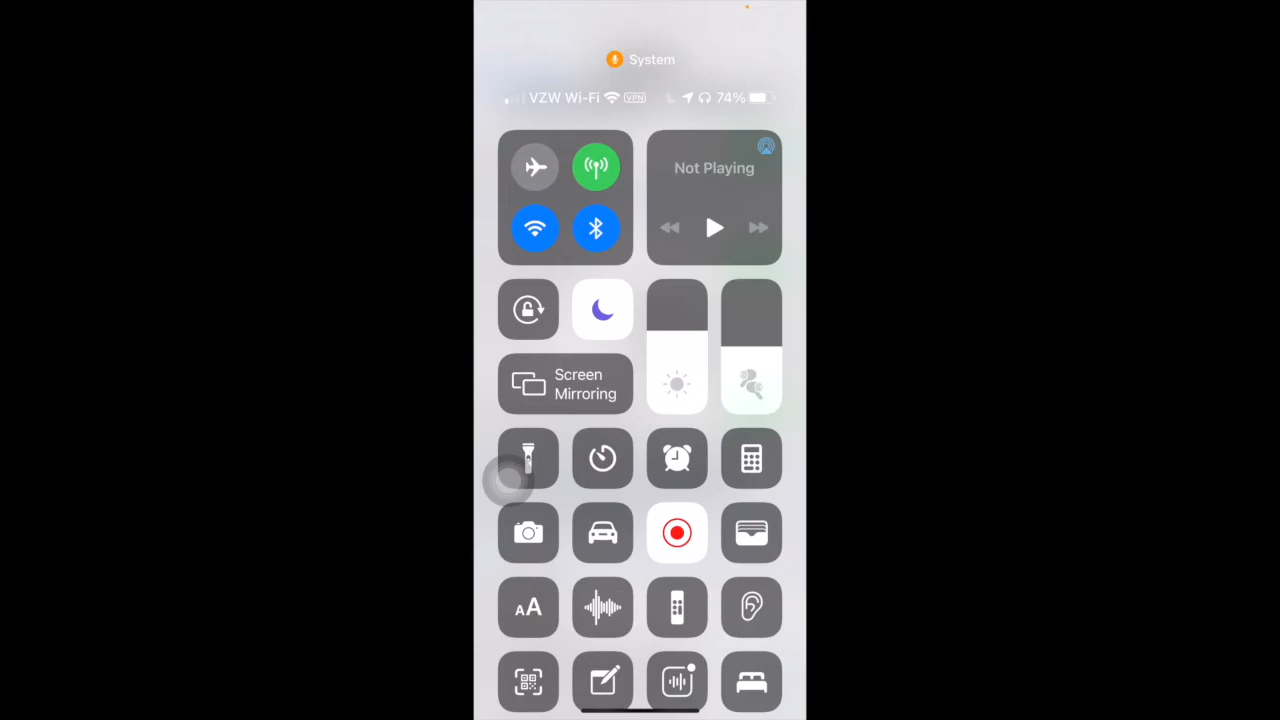 System
VZW Wi-Fi VPN 74%
Not Playing
Screen
Mirroring
AA